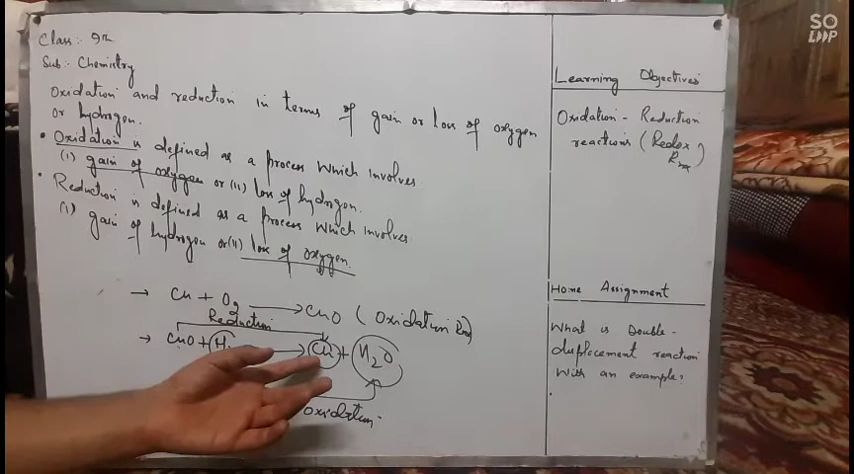 Class :- 9th
Sub :- Chemistry
Oxidation and reduction in terms of gain or loss of oxygen
or hydrogen.
• Oxidation is defined as a process which involves
(i) gain of oxygen or (ii) loss of hydrogen.
• Reduction is defined as a process which involves
(i) gain of hydrogen or (ii) loss of oxygen.
→ Cu + O2 → CuO ( Oxidation Rxn)
Reduction
→ CuO + H → Cu + H2O
Oxidation
Learning Objectives
Oxidation - Reduction
reactions ( Redox
Rxn )
Home Assignment
What is Double -
displacement reaction
with an example?
SO
LOOP